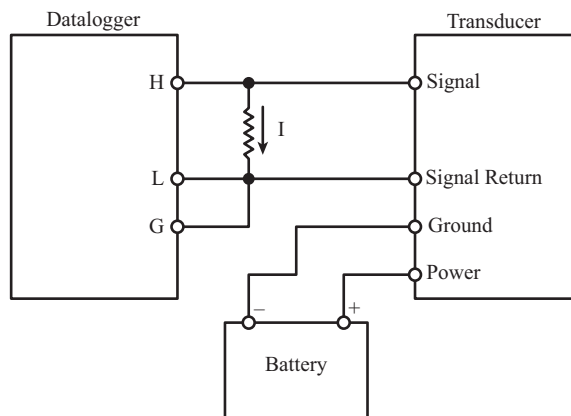 Datalogger
Transducer
H
Signal
I
L
Signal Return
G
Ground
Power
− +
Battery